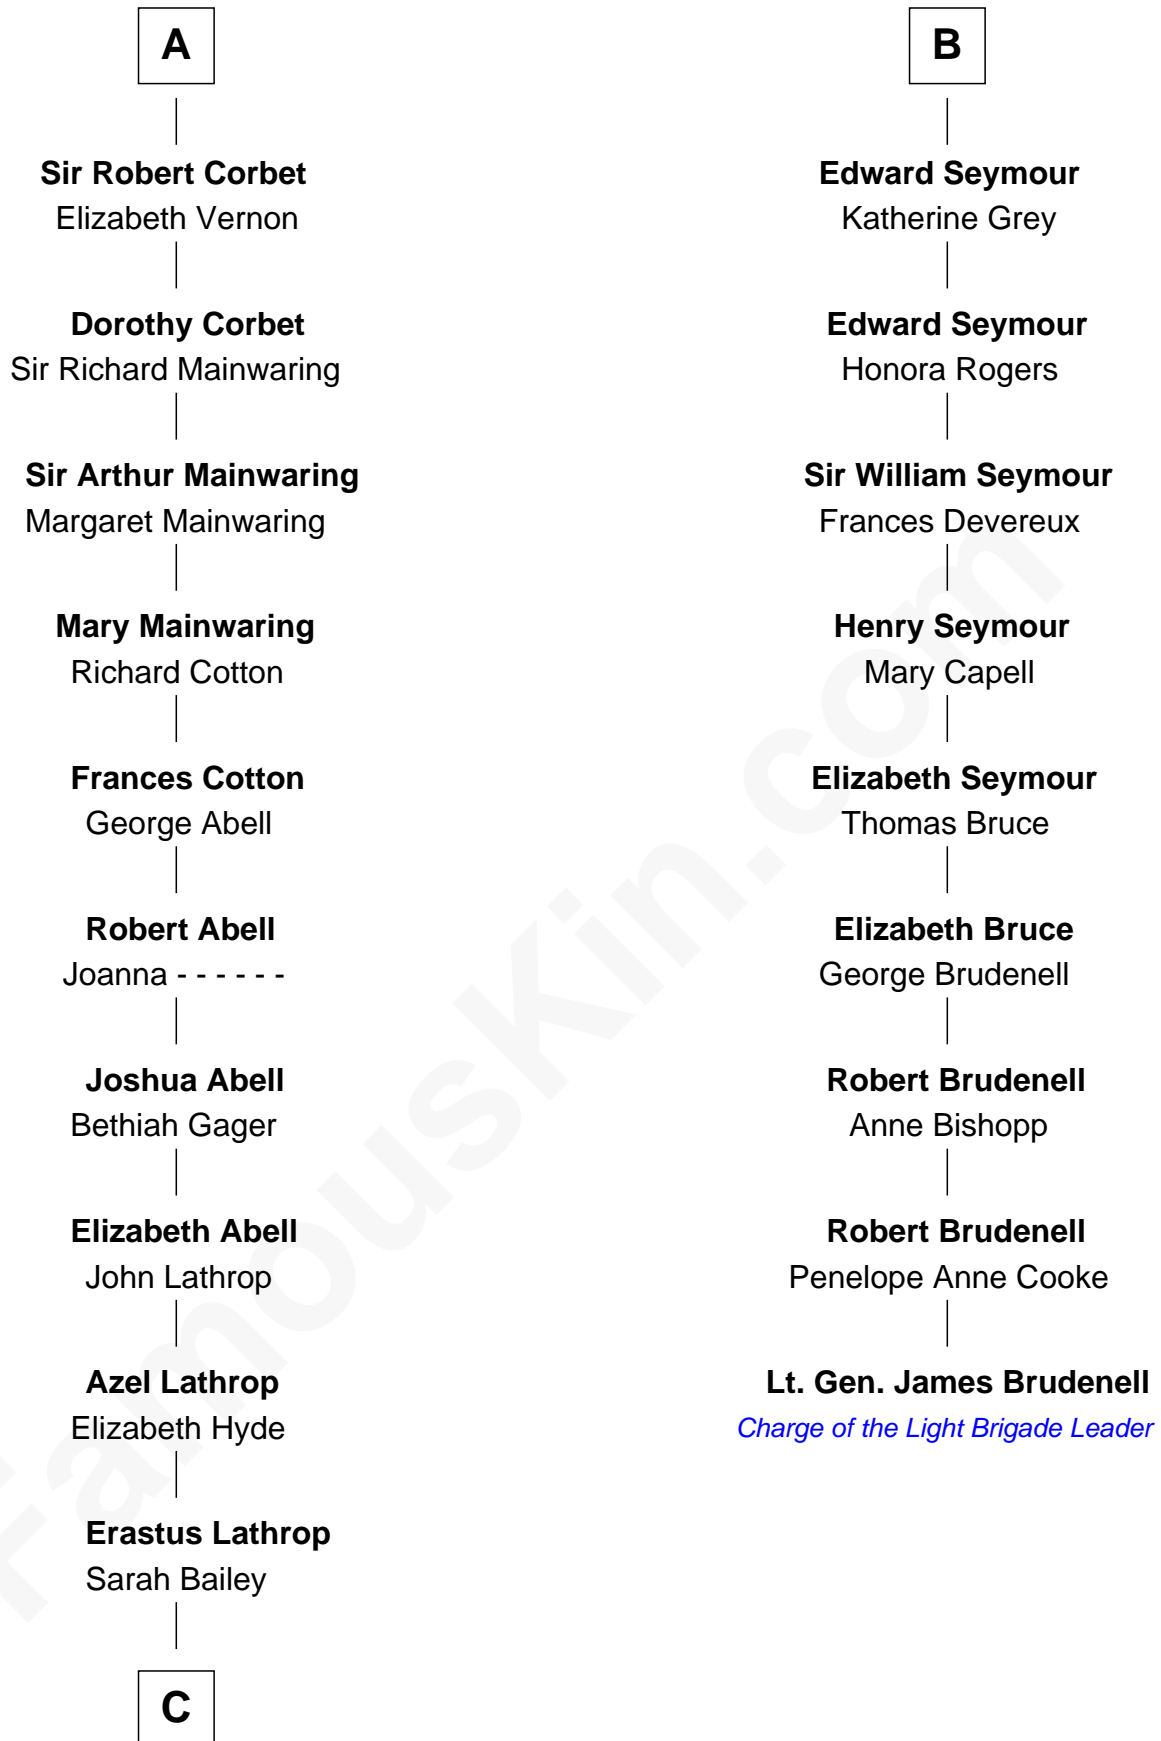 A
Sir Robert Corbet
Elizabeth Vernon
Dorothy Corbet
Sir Richard Mainwaring
Sir Arthur Mainwaring
Margaret Mainwaring
Mary Mainwaring
Richard Cotton
Frances Cotton
George Abell
Robert Abell
Joanna - - - - - -
Joshua Abell
Bethiah Gager
Elizabeth Abell
John Lathrop
Azel Lathrop
Elizabeth Hyde
Erastus Lathrop
Sarah Bailey
C
B
Edward Seymour
Katherine Grey
Edward Seymour
Honora Rogers
Sir William Seymour
Frances Devereux
Henry Seymour
Mary Capell
Elizabeth Seymour
Thomas Bruce
Elizabeth Bruce
George Brudenell
Robert Brudenell
Anne Bishopp
Robert Brudenell
Penelope Anne Cooke
Lt. Gen. James Brudenell
Charge of the Light Brigade Leader
FamousKin.com